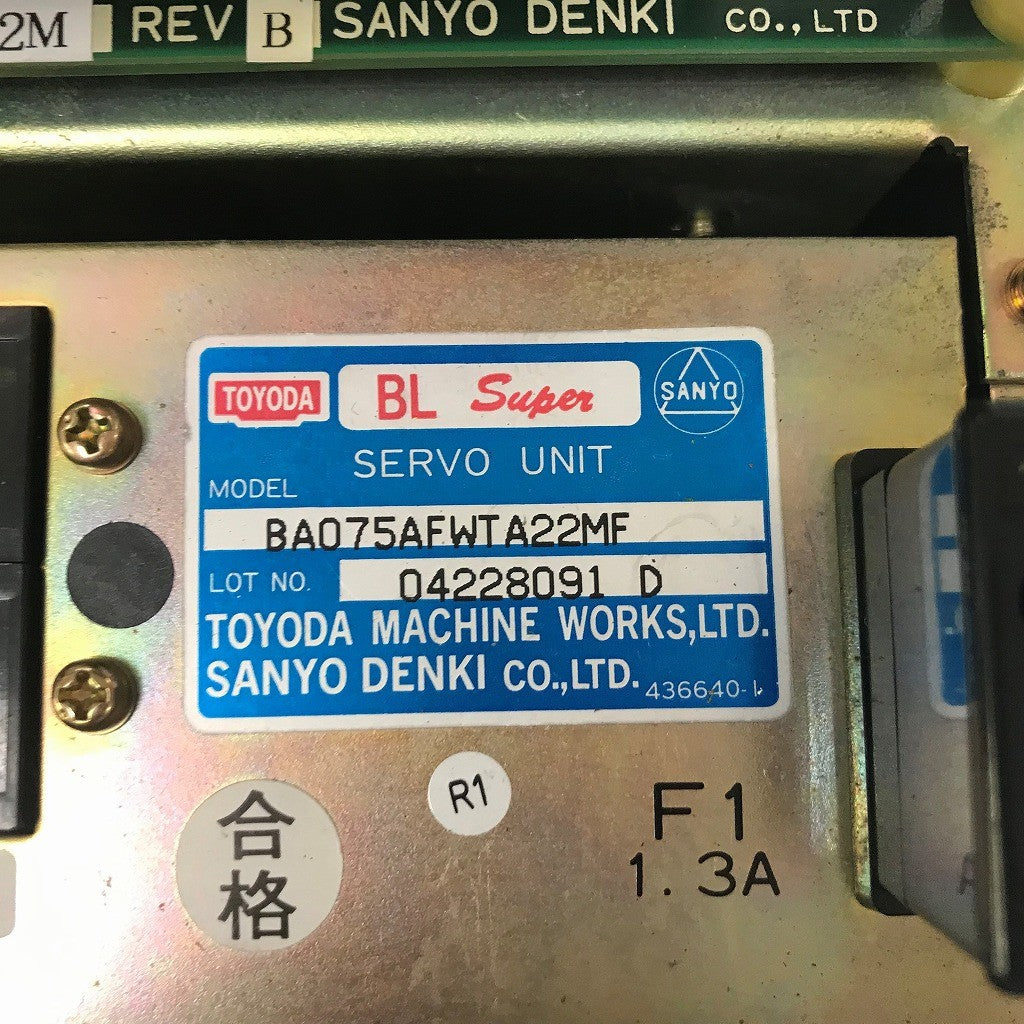 2M REV B SANYO DENKI CO., LTD
TOYODA BL Super SANYO
SERVO UNIT
MODEL
BA075AFWTA22MF
LOT NO. 04228091 D
TOYODA MACHINE WORKS,LTD.
SANYO DENKI CO.,LTD. 436640-1
R1
F1
1.3A
合格